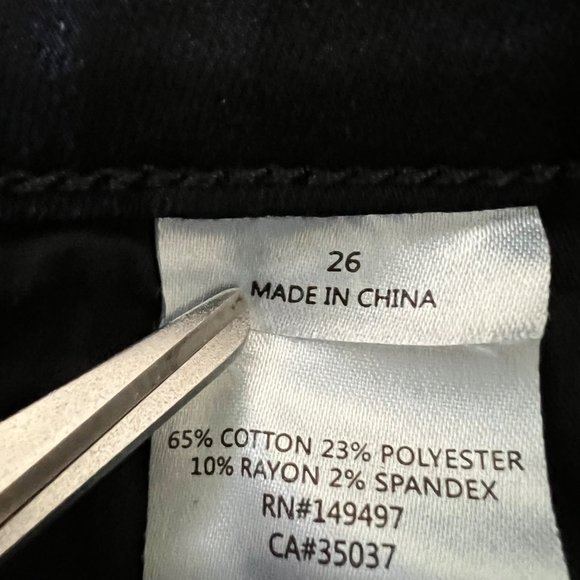 26
MADE IN CHINA
65% COTTON 23% POLYESTER
10% RAYON 2% SPANDEX
RN#149497
CA#35037